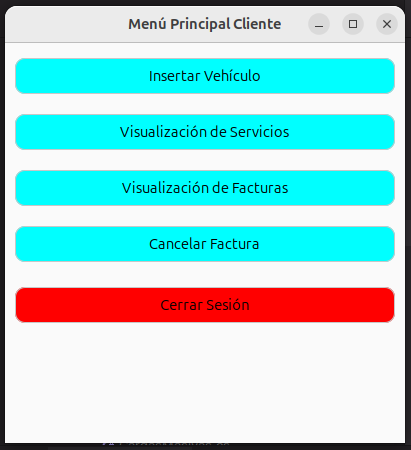 Menú Principal Cliente
Insertar Vehículo
Visualización de Servicios
Visualización de Facturas
Cancelar Factura
Cerrar Sesión